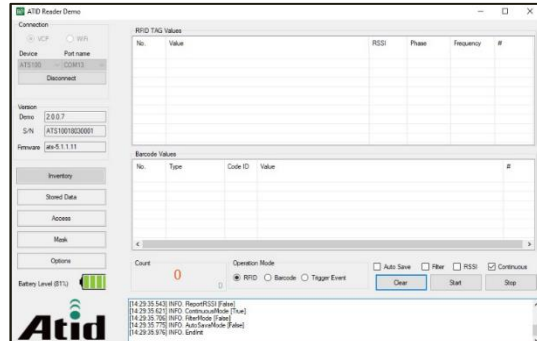 ATID Reader Demo
Connection
VCP
Wifi
Device
Port name
ATS100
COM13
Disconnect
Version
Demo 2.0.0.7
S/N ATS10018030001
Firmware ats-5.1.1.11
Inventory
Stored Data
Access
Mask
Options
Battery Level (81%)
Atid
RFID TAG Values
No. Value RSSI Phase Frequency #
Barcode Values
No. Type Code ID Value #
Count
0
D
Operation Mode
RFID Barcode Trigger Event
Auto Save Filter RSSI Continuous
Clear Start Stop
[14:29:35.543] INFO. ReportRSSI [False]
[14:29:35.621] INFO. ContinuousMode [True]
[14:29:35.706] INFO. FilterMode [False]
[14:29:35.775] INFO. AutoSaveMode [False]
[14:29:35.976] INFO. EndInit